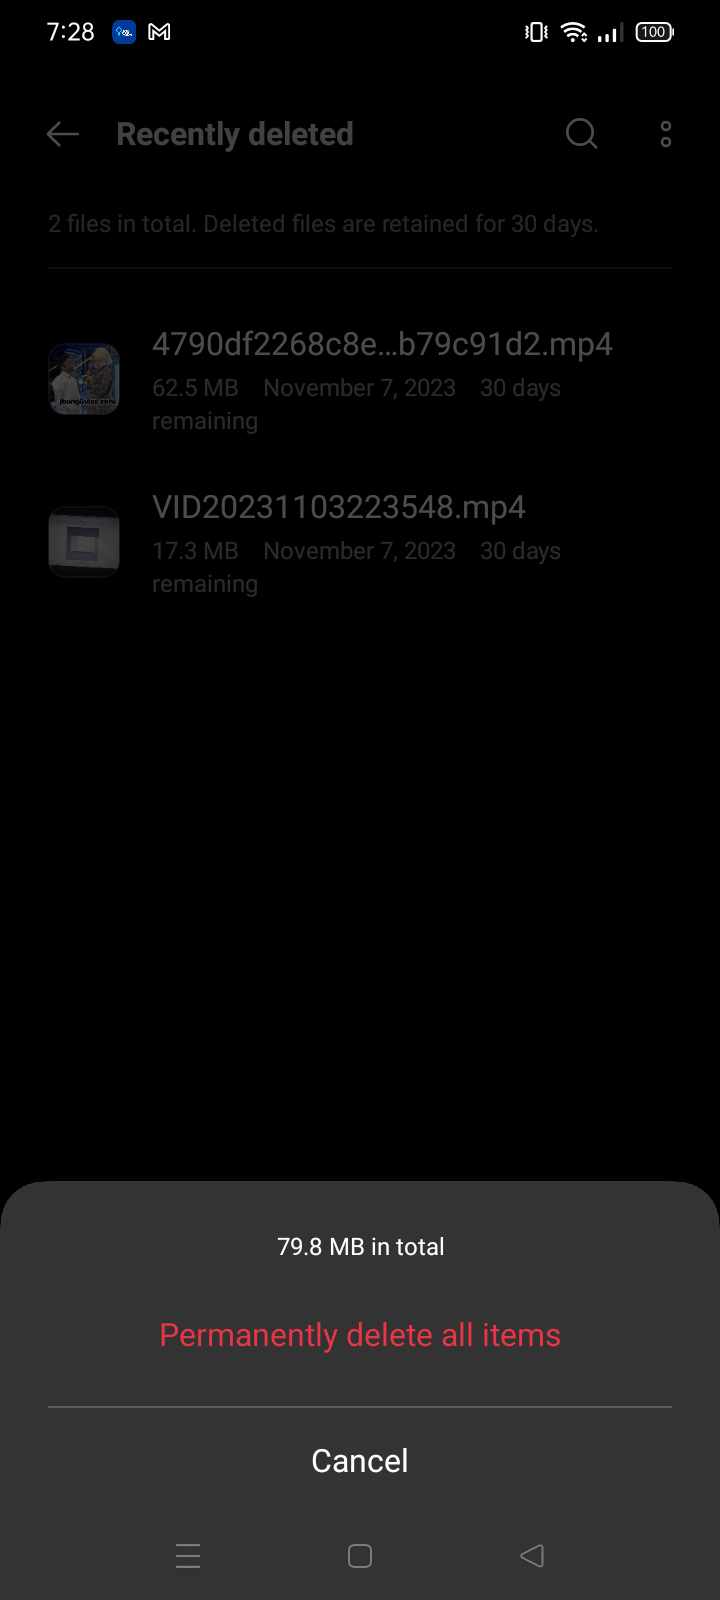 7:28
100
Recently deleted
2 files in total. Deleted files are retained for 30 days.
4790df2268c8e...b79c91d2.mp4
62.5 MB November 7, 2023 30 days
remaining
VID20231103223548.mp4
17.3 MB November 7, 2023 30 days
remaining
79.8 MB in total
Permanently delete all items
Cancel